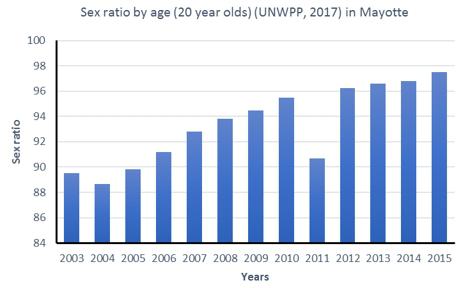 Sex ratio by age (20 year olds) (UNWPP, 2017) in Mayotte
100
98
96
94
92
90
88
86
84
Sex ratio
2003 2004 2005 2006 2007 2008 2009 2010 2011 2012 2013 2014 2015
Years